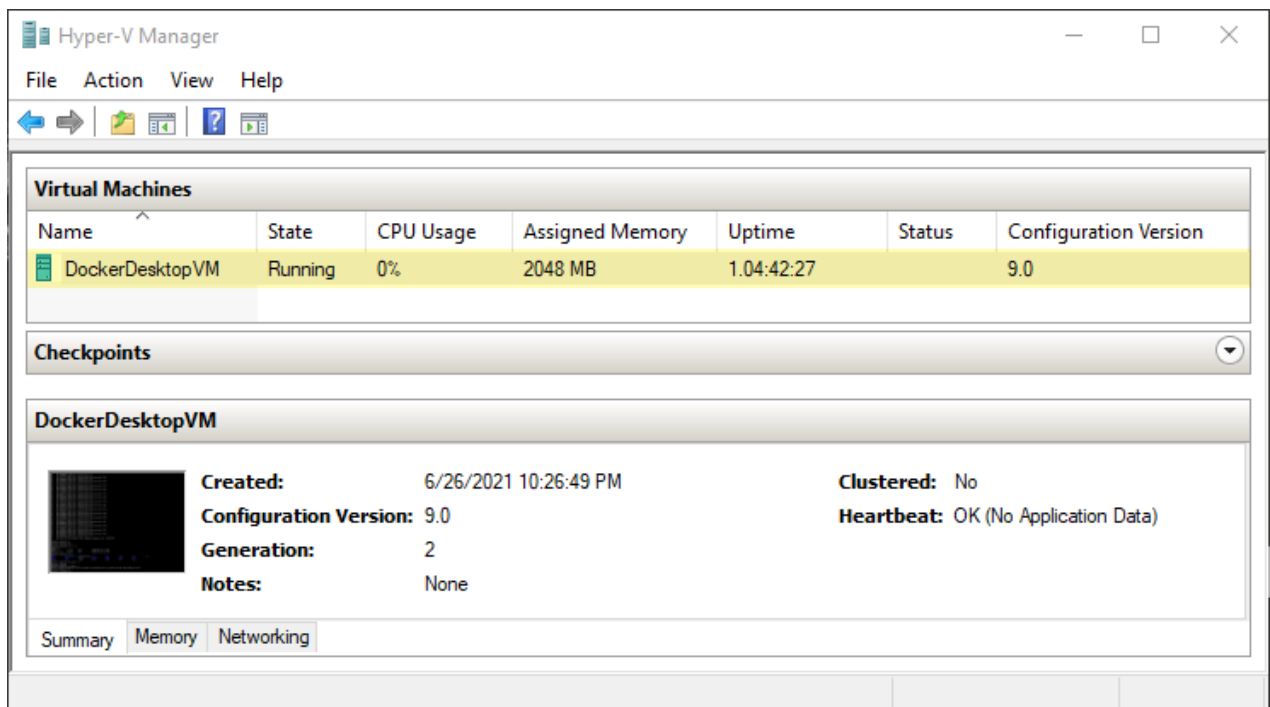 Hyper-V Manager
File Action View Help
Virtual Machines
Name State CPU Usage Assigned Memory Uptime Status Configuration Version
DockerDesktopVM Running 0% 2048 MB 1.04:42:27 9.0
Checkpoints
DockerDesktopVM
Created: 6/26/2021 10:26:49 PM Clustered: No
Configuration Version: 9.0 Heartbeat: OK (No Application Data)
Generation: 2
Notes: None
Summary Memory Networking